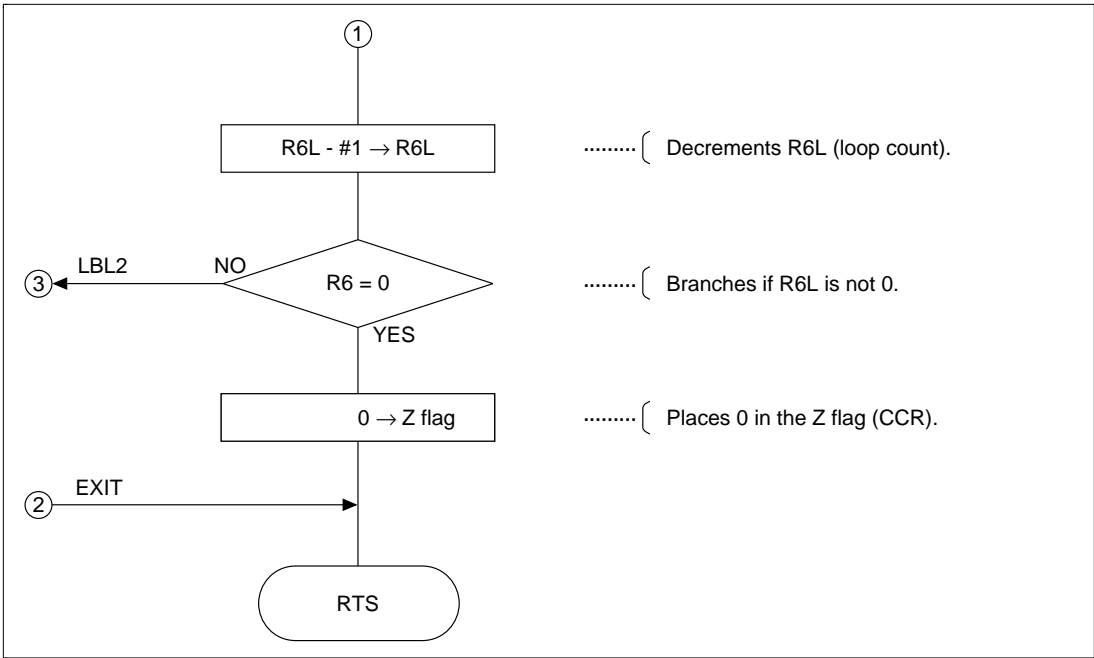 1
R6L - #1 → R6L
Decrements R6L (loop count).
LBL2
NO
3
R6 = 0
Branches if R6L is not 0.
YES
0 → Z flag
Places 0 in the Z flag (CCR).
EXIT
2
RTS